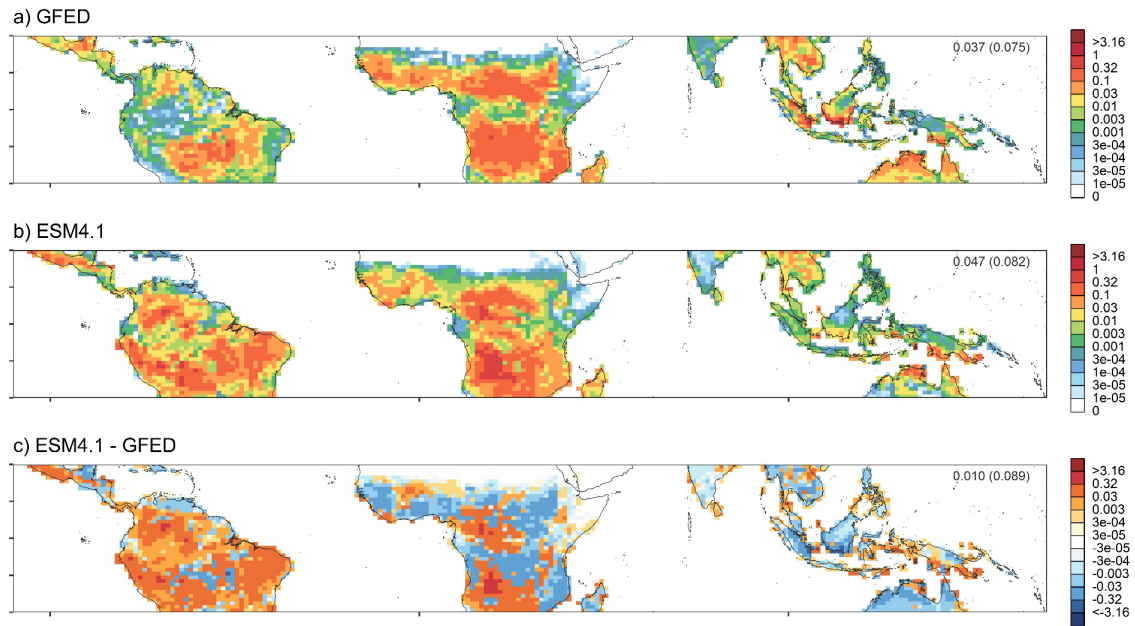 a) GFED
0.037 (0.075)
>3.16
1
0.32
0.1
0.03
0.01
0.003
0.001
3e-04
1e-04
3e-05
1e-05
0
b) ESM4.1
0.047 (0.082)
>3.16
1
0.32
0.1
0.03
0.01
0.003
0.001
3e-04
1e-04
3e-05
1e-05
0
c) ESM4.1 - GFED
0.010 (0.089)
>3.16
0.32
0.03
0.003
3e-04
3e-05
-3e-05
-3e-04
-0.003
-0.03
-0.32
<-3.16